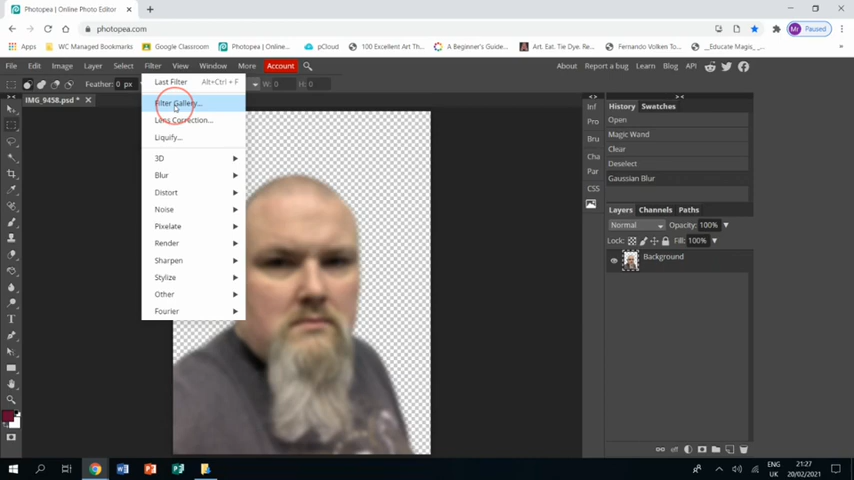 Photopea | Online Photo Editor
photopea.com
Paused
Apps
WC Managed Bookmarks
Google Classroom
Photopea | Online P...
pCloud
100 Excellent Art Th...
A Beginner's Guide...
Art. Eat. Tie Dye. Re...
Fernando Volken To...
__Educate Magis_ -...
File Edit Image Layer Select Filter View Window More Account
About Report a bug Learn Blog API
Feather: 0 px
W: 0 H: 0
IMG_9458.psd *
Last Filter Alt+Ctrl + F
Filter Gallery...
Lens Correction...
Liquify...
3D
Blur
Distort
Noise
Pixelate
Render
Sharpen
Stylize
Other
Fourier
Inf
Pro
Bru
Cha
Par
CSS
History Swatches
Open
Magic Wand
Clear
Deselect
Gaussian Blur
Layers Channels Paths
Normal Opacity: 100%
Lock: Fill: 100%
Background
ENG
UK
21:27
20/02/2021